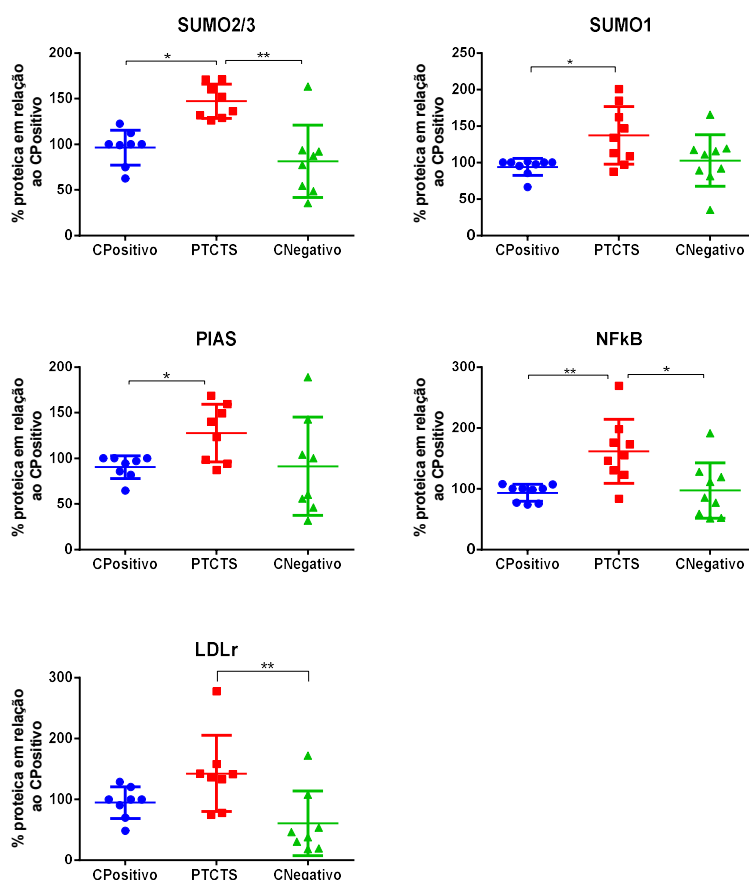 SUMO2/3
% proteica em relação
ao CPositivo
200
150
100
50
0
*
**
CPositivo PTCTS CNegativo
SUMO1
% proteica em relação
ao CPositivo
250
200
150
100
50
0
*
CPositivo PTCTS CNegativo
PIAS
% proteica em relação
ao CPositivo
200
150
100
50
0
*
CPositivo PTCTS CNegativo
NFkB
% proteica em relação
ao CPositivo
300
200
100
0
**
*
CPositivo PTCTS CNegativo
LDLr
% proteica em relação
ao CPositivo
300
200
100
0
**
CPositivo PTCTS CNegativo